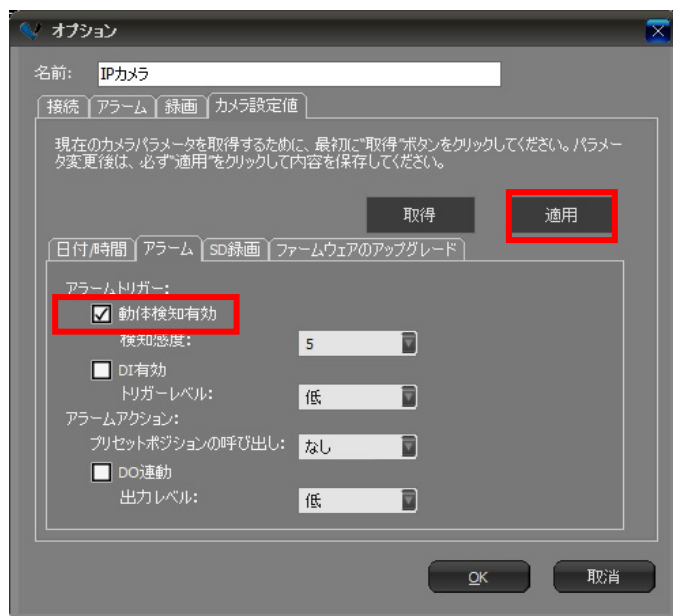 オプション
名前: IPカメラ
接続 アラーム 録画 カメラ設定値
現在のカメラパラメータを取得するために、最初に"取得"ボタンをクリックしてください。パラメー
タ変更後は、必ず"適用"をクリックして内容を保存してください。
取得 適用
日付/時間 アラーム SD録画 ファームウェアのアップグレード
アラームトリガー:
動体検知有効
検知感度: 5
DI有効
トリガーレベル: 低
アラームアクション:
プリセットポジションの呼び出し: なし
DO連動
出力レベル: 低
OK 取消